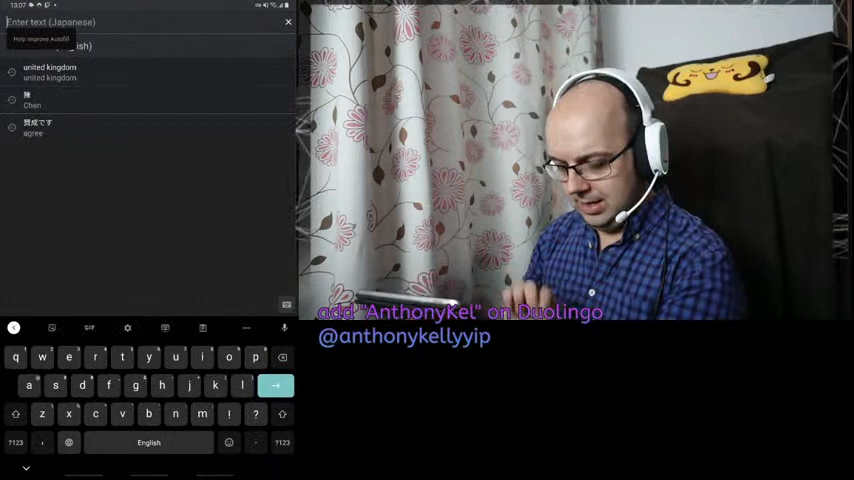 13:07
Enter text (Japanese)
Help improve Autofill
glish)
united kingdom
united kingdom
陳
Chen
賛成です
agree
GIF
q w e r t y u i o p
a s d f g h j k l
z x c v b n m ! ?
?123 , English . ?123
add "AnthonyKel" on Duolingo
@anthonykellyyip